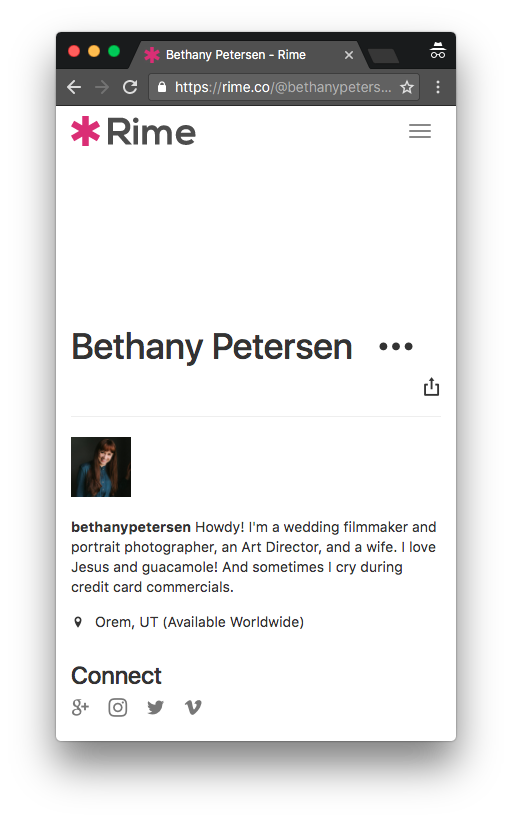 Bethany Petersen - Rime
https://rime.co/@bethanypeters...
Rime
Bethany Petersen
bethanypetersen Howdy! I'm a wedding filmmaker and
portrait photographer, an Art Director, and a wife. I love
Jesus and guacamole! And sometimes I cry during
credit card commercials.
Orem, UT (Available Worldwide)
Connect
g+